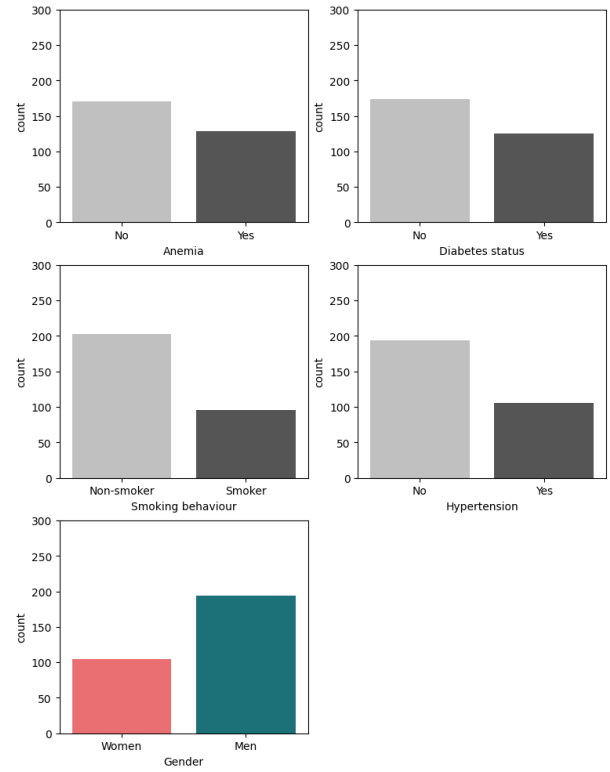 300
250
200
150
100
50
0
count
No Yes
Anemia
300
250
200
150
100
50
0
count
No Yes
Diabetes status
300
250
200
150
100
50
0
count
Non-smoker Smoker
Smoking behaviour
300
250
200
150
100
50
0
count
No Yes
Hypertension
300
250
200
150
100
50
0
count
Women Men
Gender